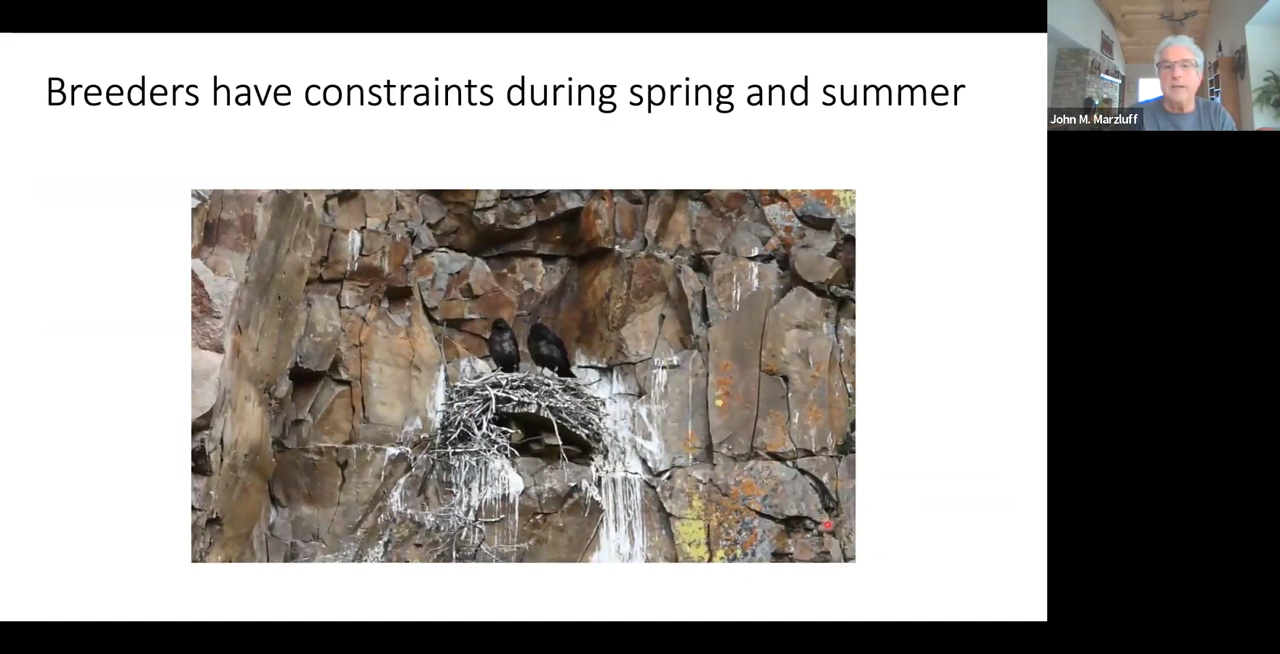 Breeders have constraints during spring and summer
John M. Marzluff